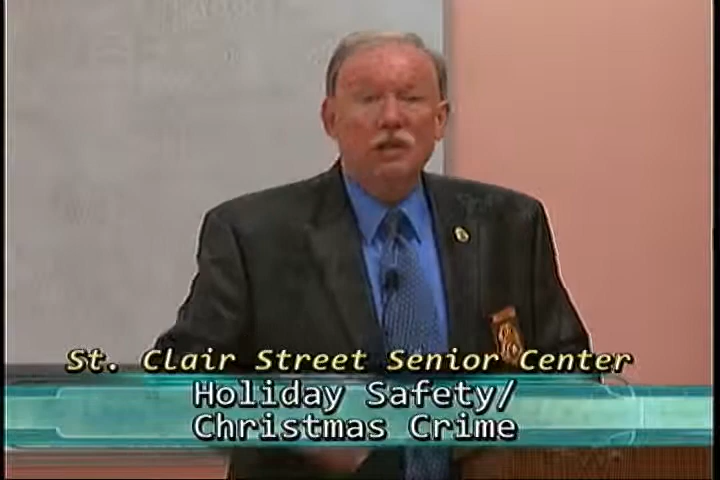 St. Clair Street Senior Center
Holiday Safety/
Christmas Crime